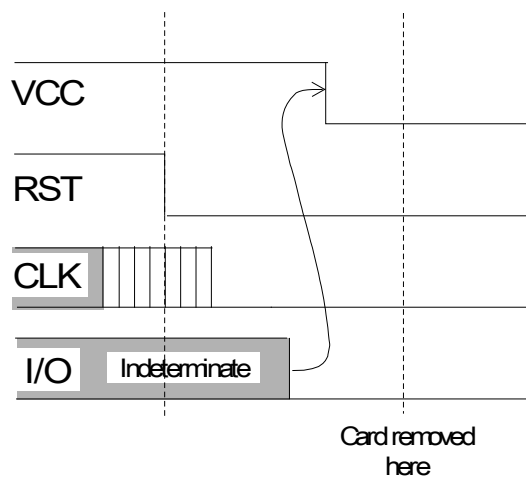 VCC
RST
CLK
I/O Indeterminate
Card removed
here